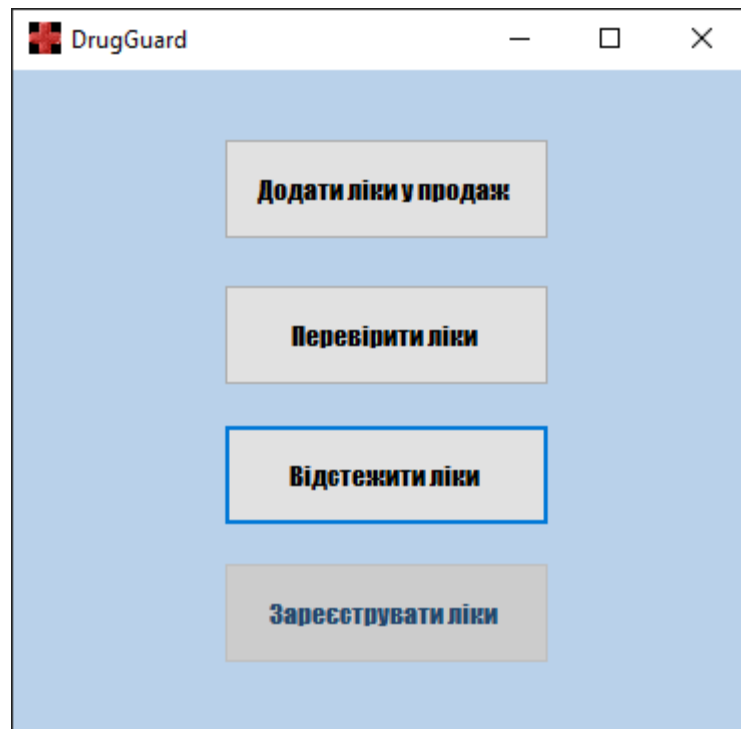 DrugGuard
Додати ліки у продаж
Перевірити ліки
Відстежити ліки
Зареєструвати ліки